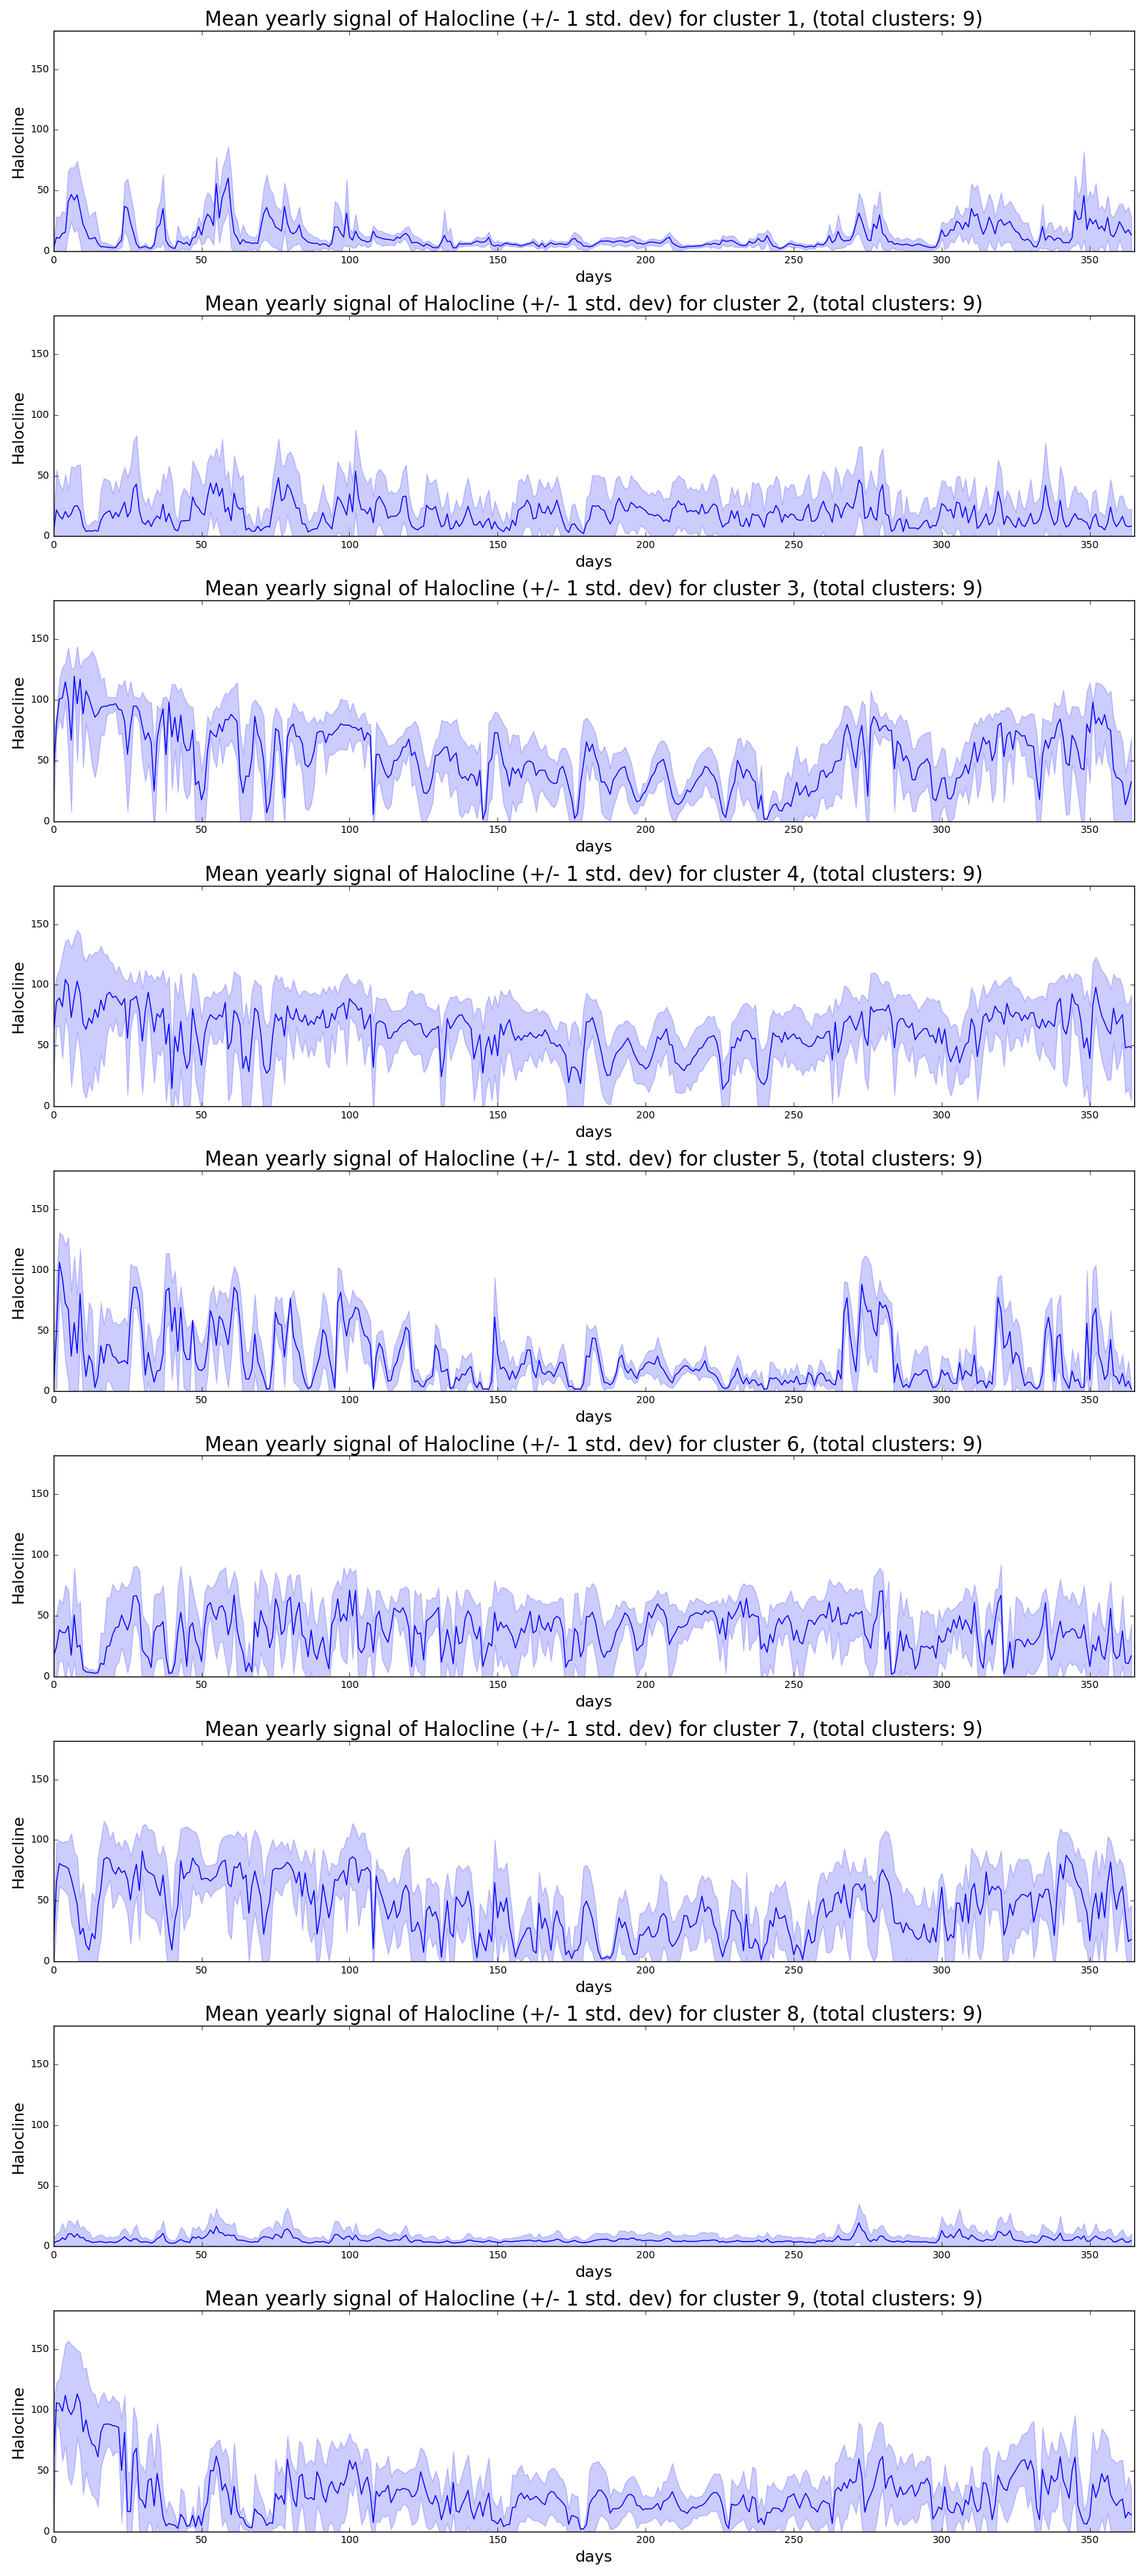 Mean yearly signal of Halocline (+/- 1 std. dev) for cluster 1, (total clusters: 9)
150
100
50
0
Halocline
0 50 100 150 200 250 300 350
days
Mean yearly signal of Halocline (+/- 1 std. dev) for cluster 2, (total clusters: 9)
150
100
50
0
Halocline
0 50 100 150 200 250 300 350
days
Mean yearly signal of Halocline (+/- 1 std. dev) for cluster 3, (total clusters: 9)
150
100
50
0
Halocline
0 50 100 150 200 250 300 350
days
Mean yearly signal of Halocline (+/- 1 std. dev) for cluster 4, (total clusters: 9)
150
100
50
0
Halocline
0 50 100 150 200 250 300 350
days
Mean yearly signal of Halocline (+/- 1 std. dev) for cluster 5, (total clusters: 9)
150
100
50
0
Halocline
0 50 100 150 200 250 300 350
days
Mean yearly signal of Halocline (+/- 1 std. dev) for cluster 6, (total clusters: 9)
150
100
50
0
Halocline
0 50 100 150 200 250 300 350
days
Mean yearly signal of Halocline (+/- 1 std. dev) for cluster 7, (total clusters: 9)
150
100
50
0
Halocline
0 50 100 150 200 250 300 350
days
Mean yearly signal of Halocline (+/- 1 std. dev) for cluster 8, (total clusters: 9)
150
100
50
0
Halocline
0 50 100 150 200 250 300 350
days
Mean yearly signal of Halocline (+/- 1 std. dev) for cluster 9, (total clusters: 9)
150
100
50
0
Halocline
0 50 100 150 200 250 300 350
days